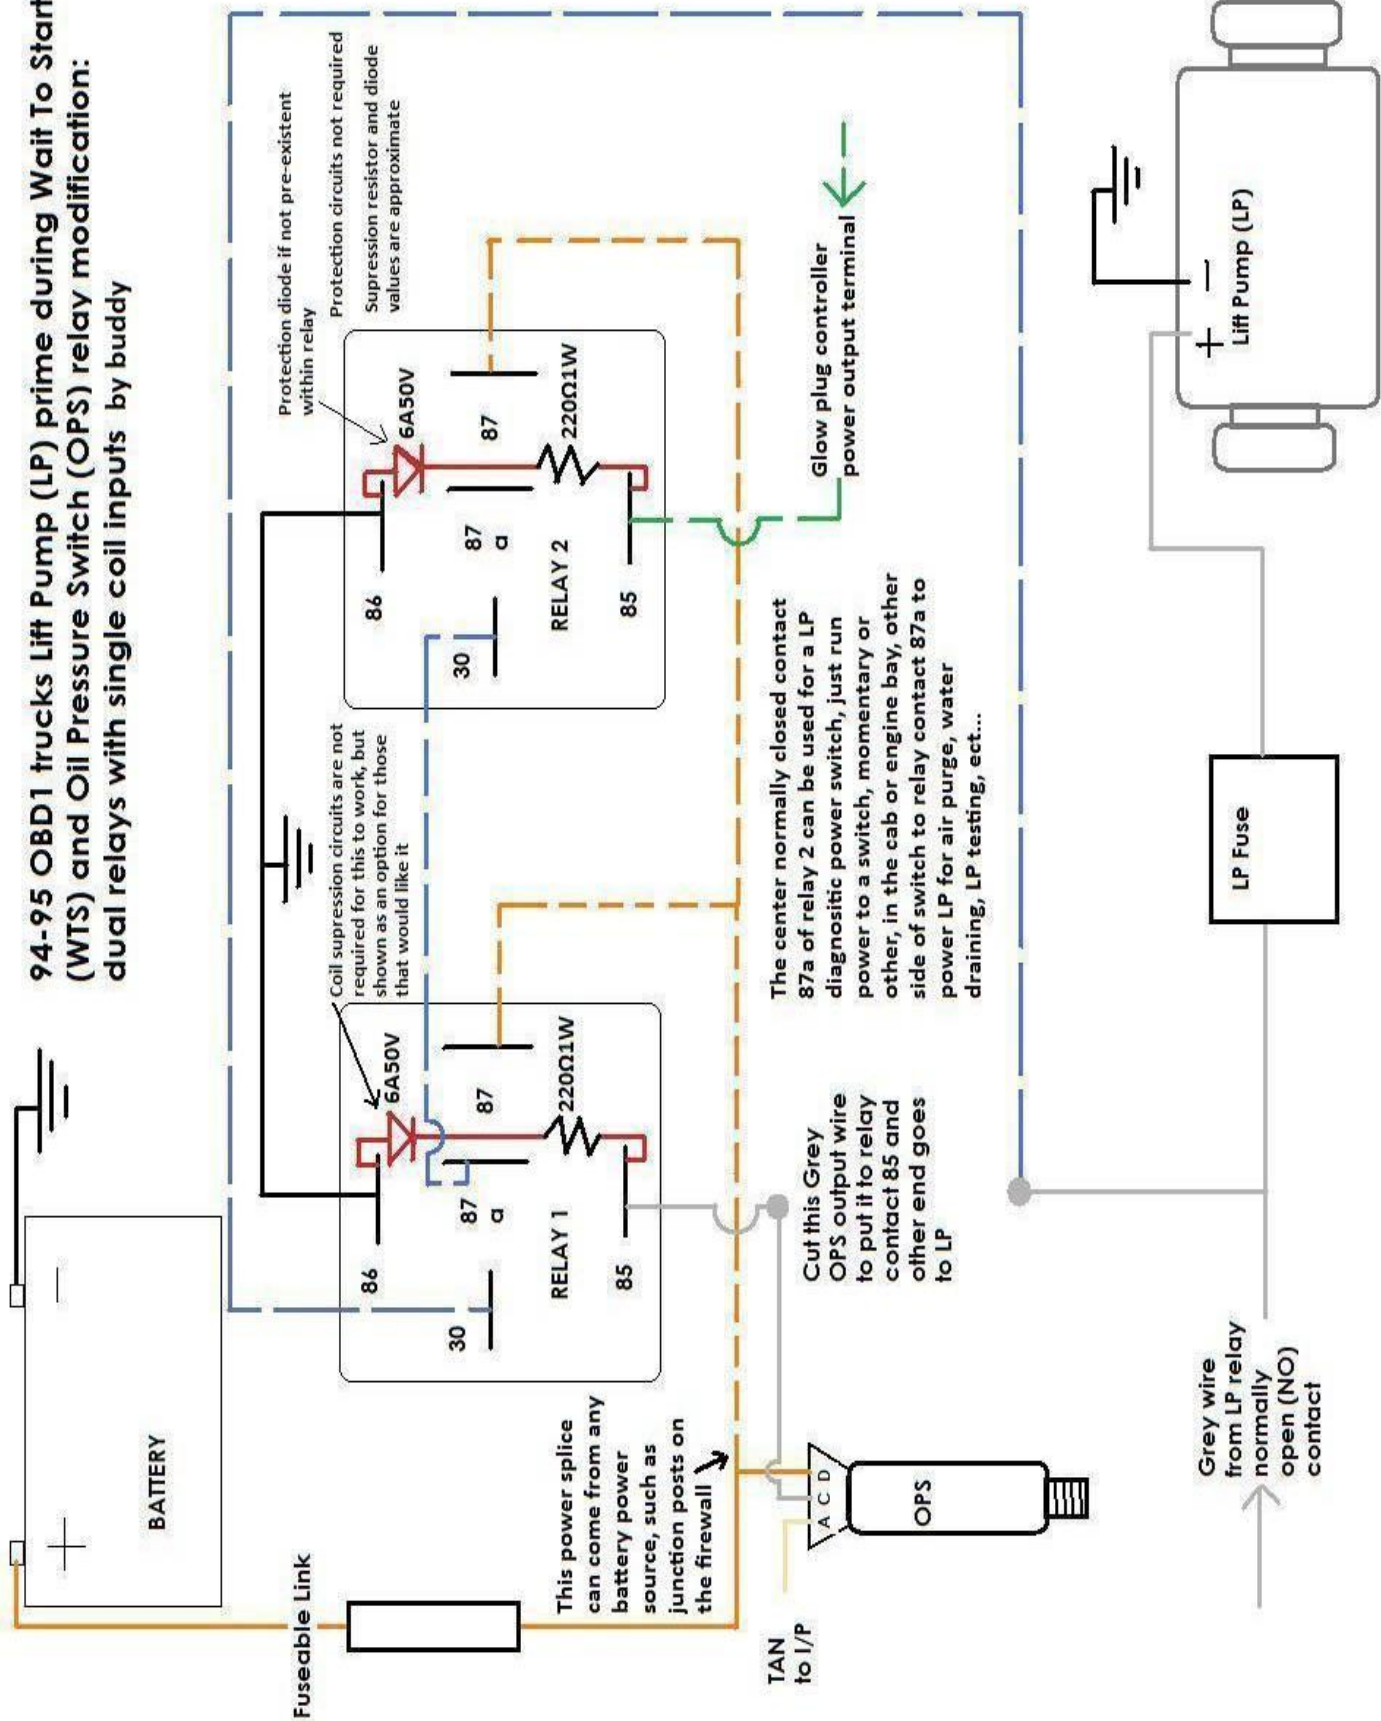 94-95 OBD1 trucks Lift Pump (LP) prime during Wait To Start
(WTS) and Oil Pressure Switch (OPS) relay modification:
dual relays with single coil inputs by buddy
BATTERY
+
-
Fuseable Link
Coil supression circuits are not
required for this to work, but
shown as an option for those
that would like it
Protection diode if not pre-existent
within relay
Protection circuits not required
Supression resistor and diode
values are approximate
86
6A50V
30
87
a
87
RELAY 1
220Ω1W
85
86
6A50V
30
87
a
87
RELAY 2
220Ω1W
85
This power splice
can come from any
battery power
source, such as
junction posts on
the firewall
Cut this Grey
OPS output wire
to put it to relay
contact 85 and
other end goes
to LP
The center normally closed contact
87a of relay 2 can be used for a LP
diagnositic power switch, just run
power to a switch, momentary or
other, in the cab or engine bay, other
side of switch to relay contact 87a to
power LP for air purge, water
draining, LP testing, ect...
Glow plug controller
power output terminal
TAN
to I/P
A C D
OPS
Grey wire
from LP relay
normally
open (NO)
contact
LP Fuse
+ -
Lift Pump (LP)